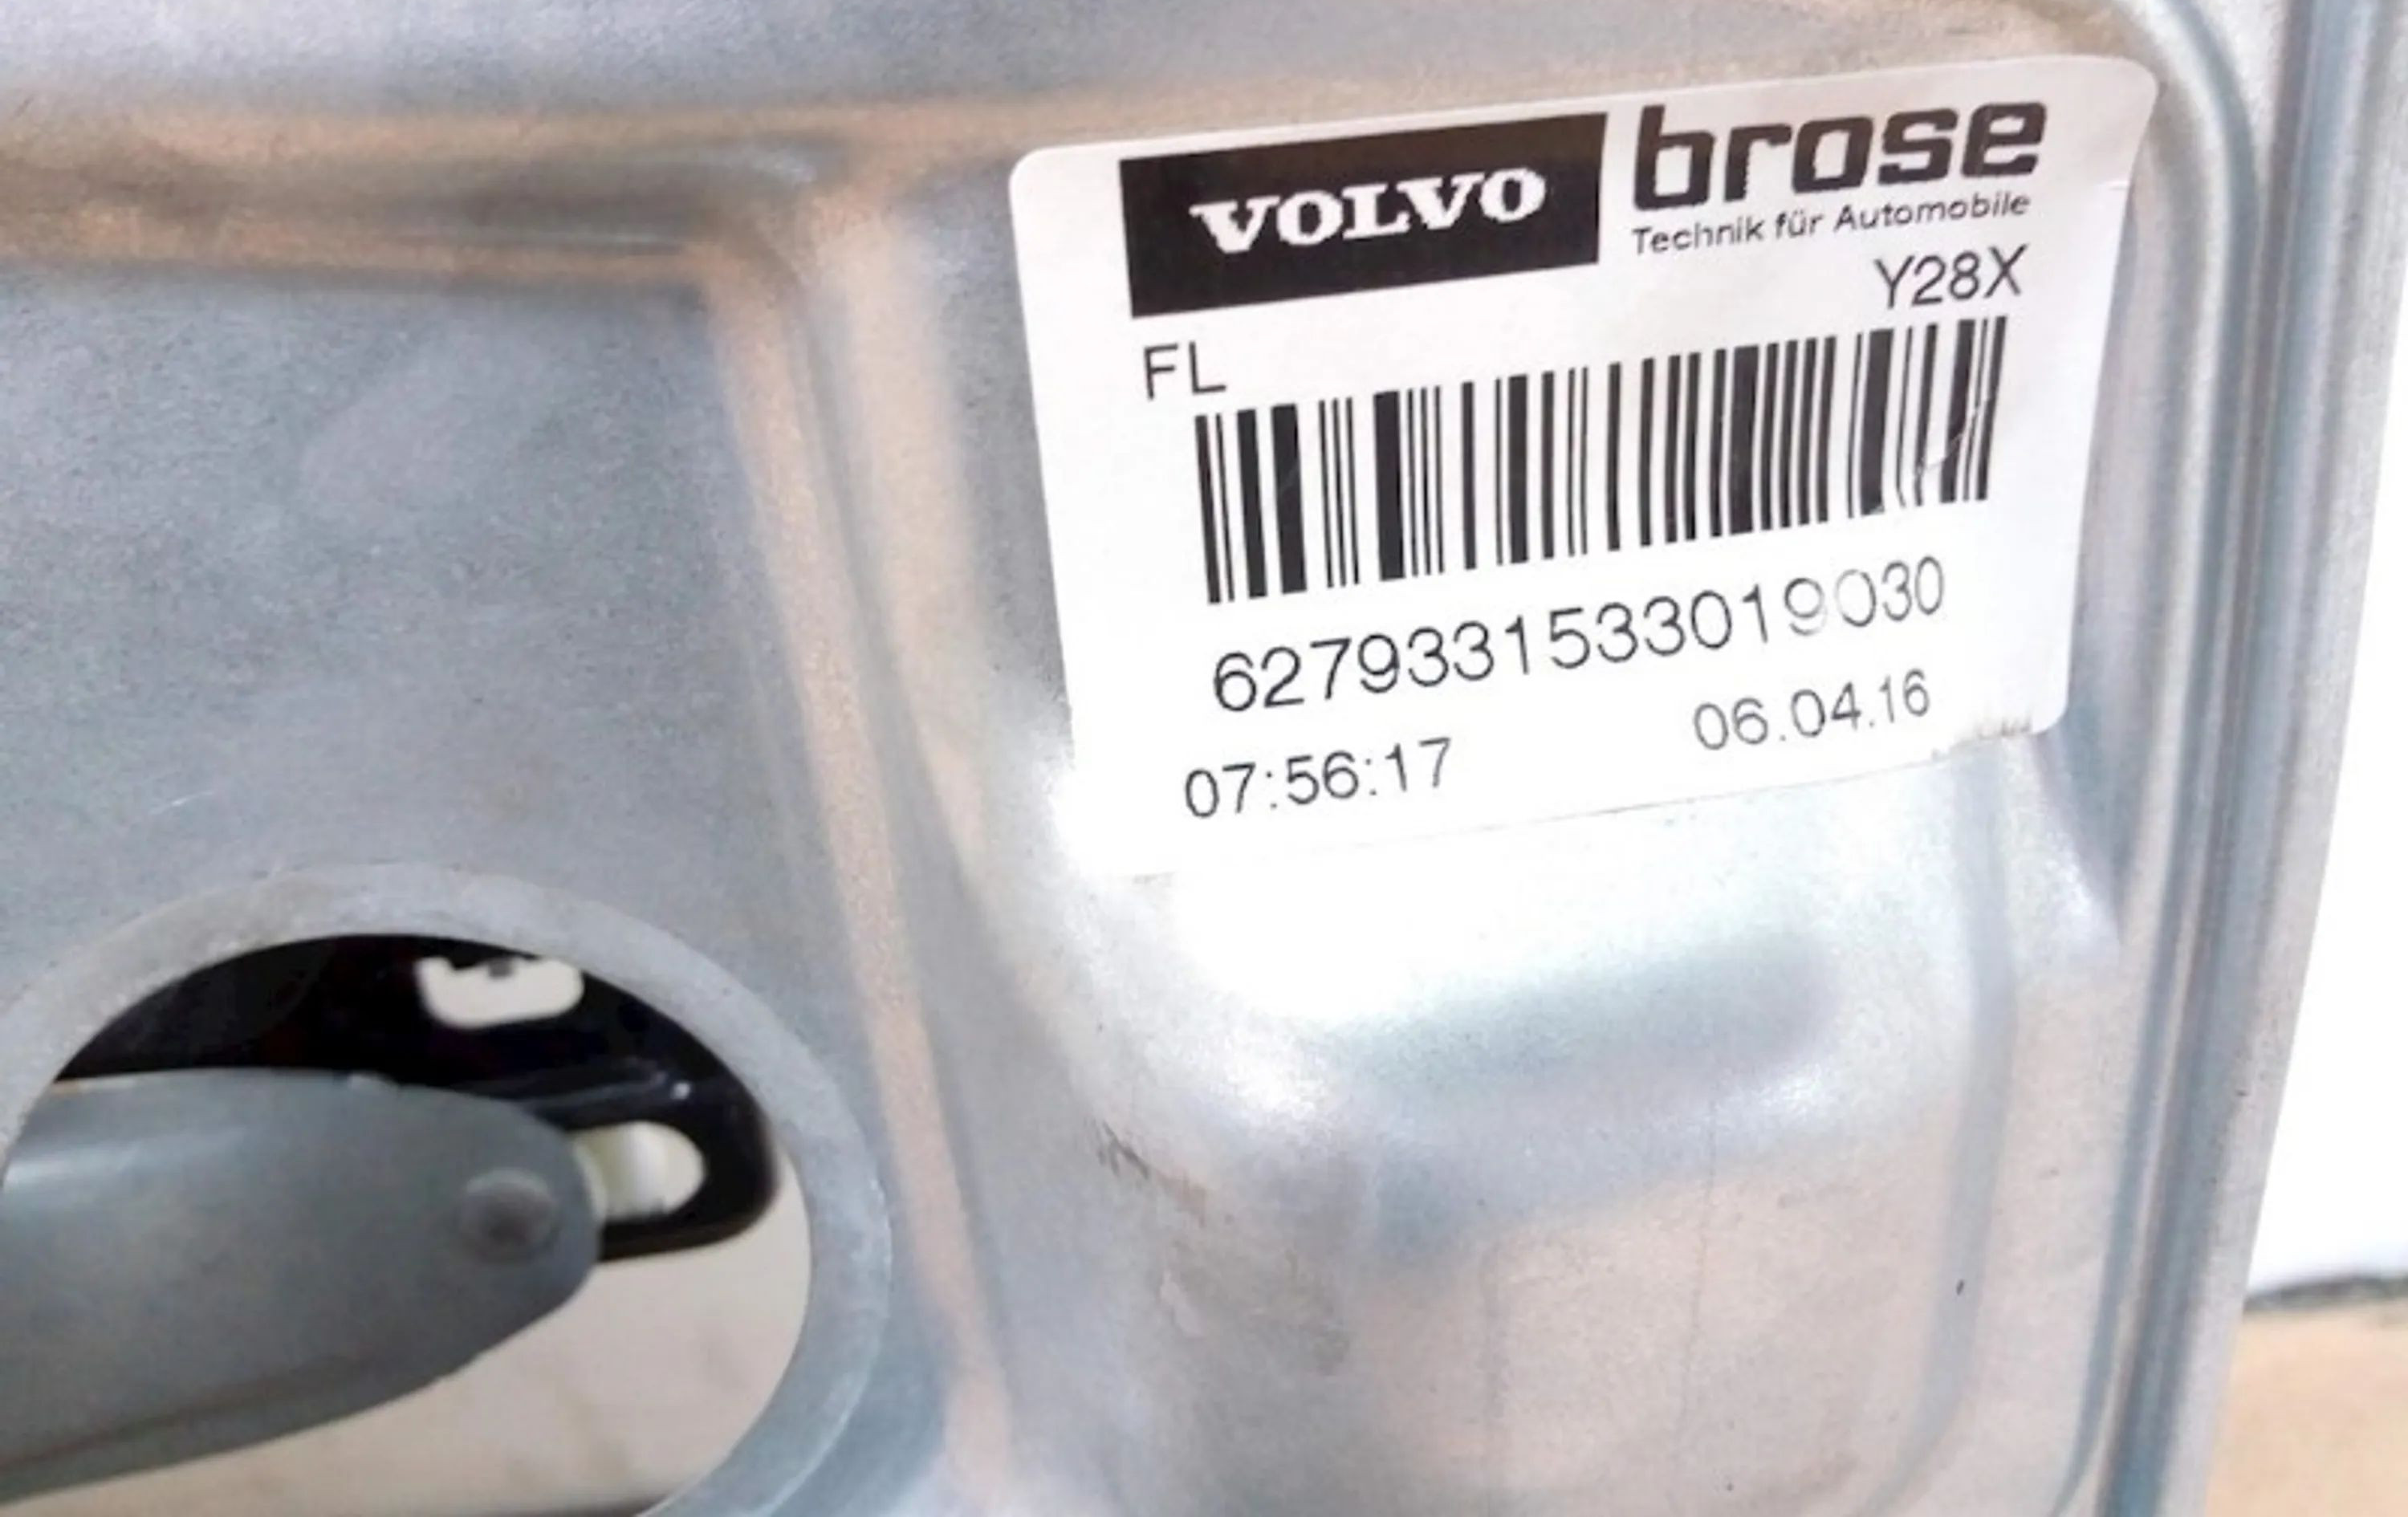 VOLVO brose
Technik für Automobile
Y28X
FL
6279331533019030
07:56:17 06.04.16